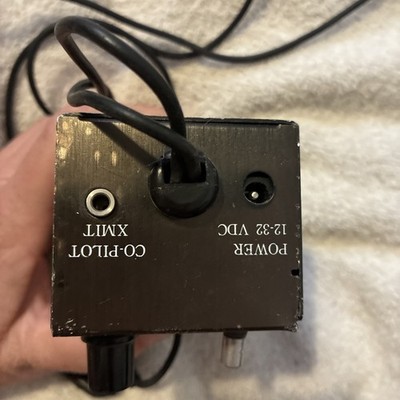 POWER
12-32 VDC
CO-PILOT
XMIT